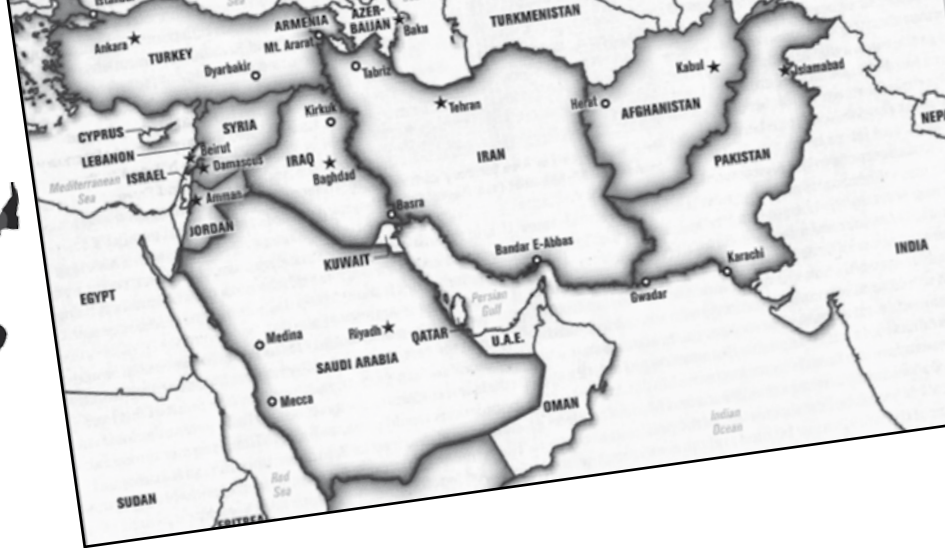 ARMENIA
AZER-
BAIJAN
Baku
TURKMENISTAN
Ankara
TURKEY
Mt. Ararat
Tabriz
Dyarbakir
Kabul
Islamabad
Tehran
Herat
AFGHANISTAN
Kirkuk
CYPRUS
SYRIA
LEBANON
Beirut
Damascus
IRAQ
Baghdad
IRAN
PAKISTAN
ISRAEL
Mediterranean
Sea
Amman
Basra
JORDAN
KUWAIT
Bandar E-Abbas
Karachi
INDIA
EGYPT
Persian
Gulf
Gwadar
Medina
Riyadh
QATAR
U.A.E.
SAUDI ARABIA
Mecca
OMAN
Indian
Ocean
Red
Sea
SUDAN
ERITREA